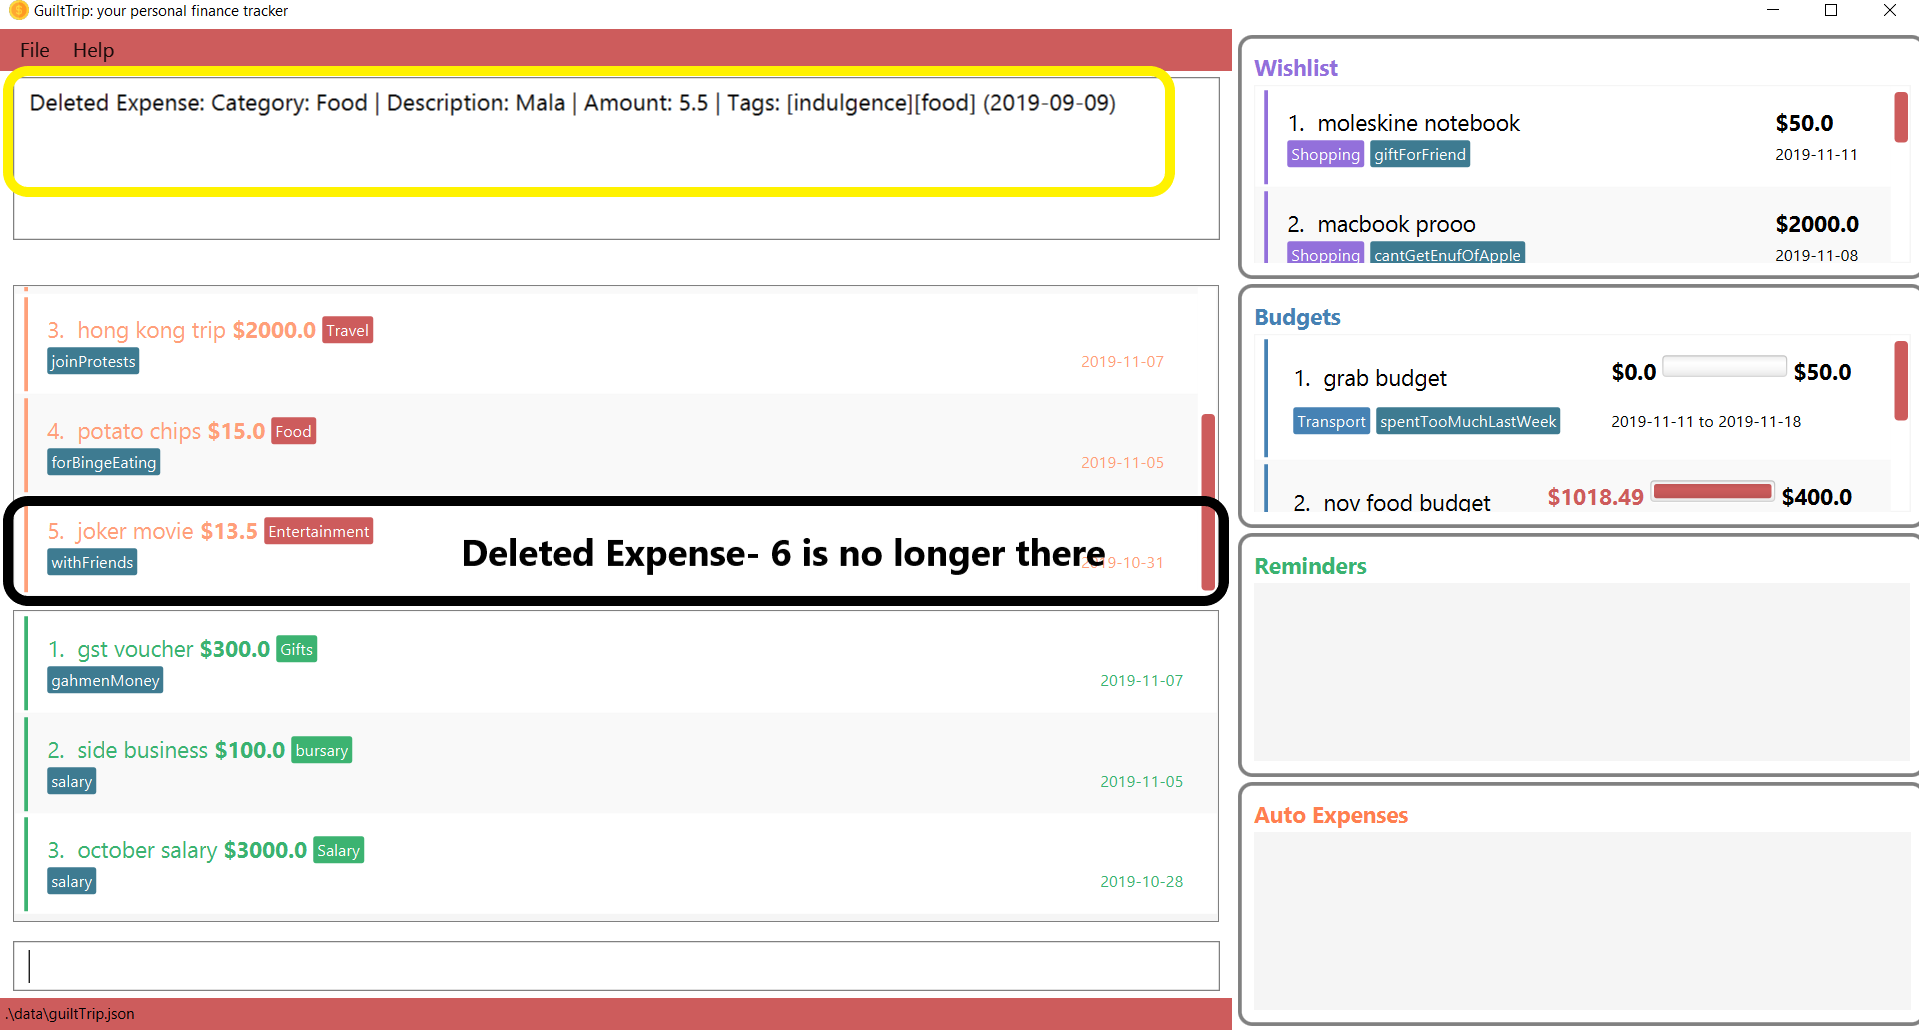 GuiltTrip: your personal finance tracker
File Help
Deleted Expense: Category: Food | Description: Mala | Amount: 5.5 | Tags: [indulgence][food] (2019-09-09)
3. hong kong trip $2000.0 Travel
joinProtests 2019-11-07
4. potato chips $15.0 Food
forBingeEating 2019-11-05
5. joker movie $13.5 Entertainment
Deleted Expense- 6 is no longer there
withFriends 2019-10-31
1. gst voucher $300.0 Gifts
gahmenMoney 2019-11-07
2. side business $100.0 bursary
salary 2019-11-05
3. october salary $3000.0 Salary
salary 2019-10-28
.\data\guiltTrip.json
Wishlist
1. moleskine notebook $50.0
Shopping giftForFriend 2019-11-11
2. macbook prooo $2000.0
Shopping cantGetEnufOfApple 2019-11-08
Budgets
1. grab budget $0.0 $50.0
Transport spentTooMuchLastWeek 2019-11-11 to 2019-11-18
2. nov food budget $1018.49 $400.0
Reminders
Auto Expenses